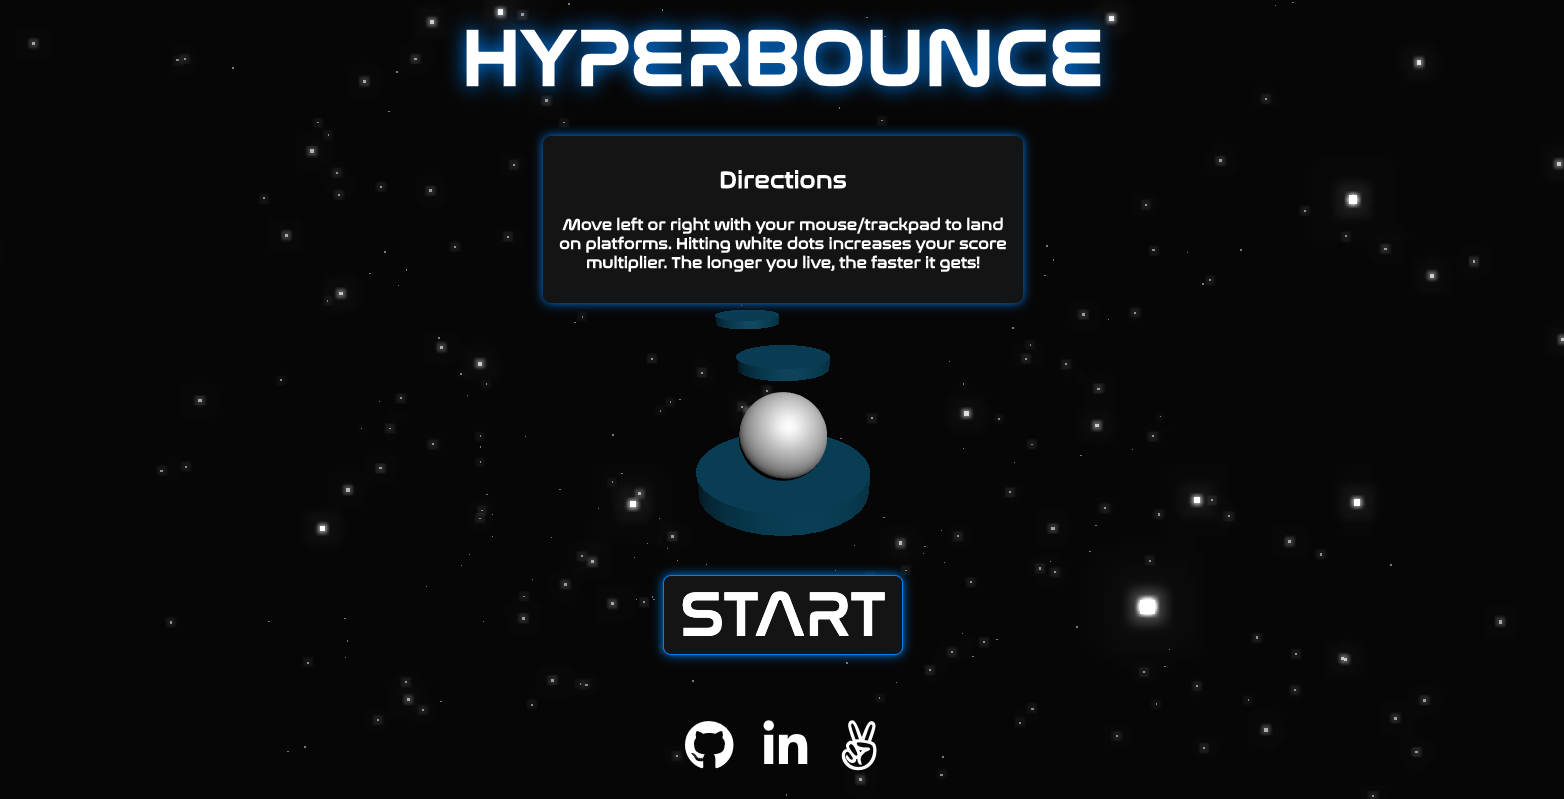 HYPERBOUNCE
Directions
Move left or right with your mouse/trackpad to land
on platforms. Hitting white dots increases your score
multiplier. The longer you live, the faster it gets!
START
in